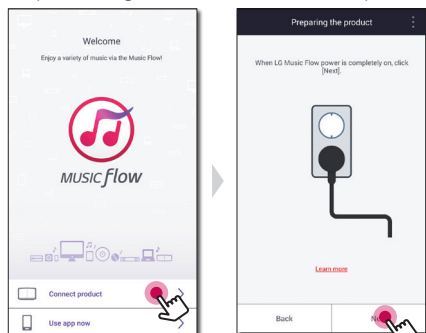 Welcome
Enjoy a variety of music via the Music Flow!
MUSIC flow
Connect product
Use app now
Preparing the product
When LG Music Flow power is completely on, click
[Next].
Learn more
Back